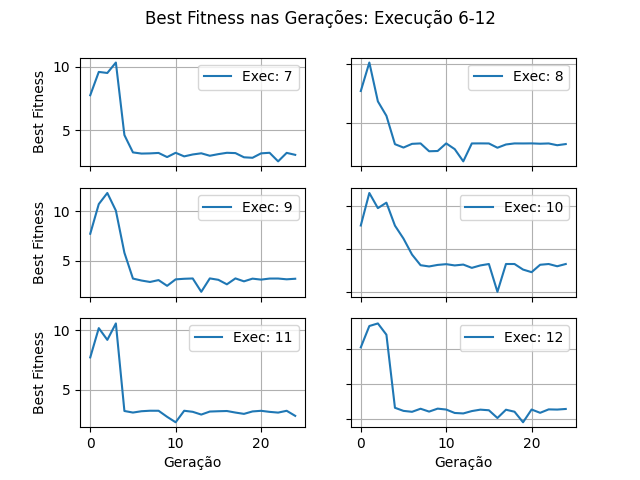 Best Fitness nas Gerações: Execução 6-12
Best Fitness
10
5
Exec: 7
Exec: 8
Best Fitness
10
5
Exec: 9
Exec: 10
Best Fitness
10
5
Exec: 11
Exec: 12
0
10
20
0
10
20
Geração
Geração